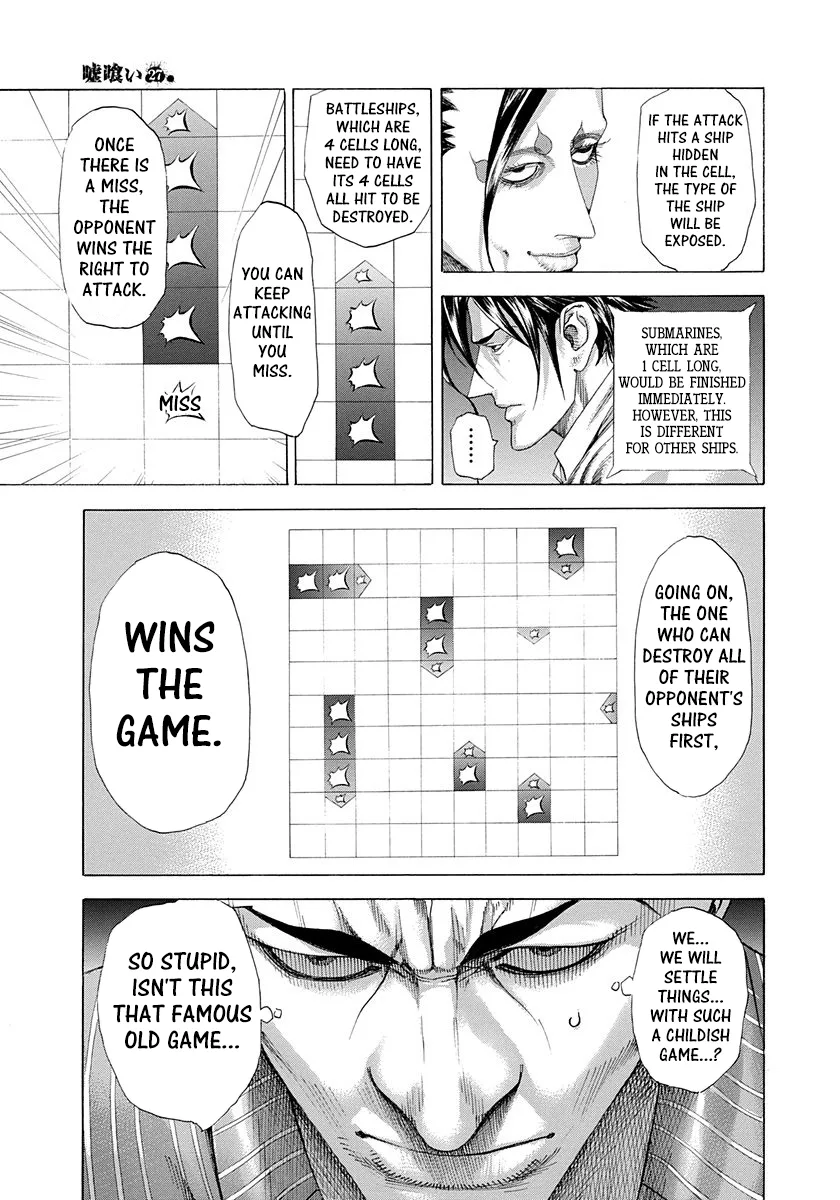 嘘喰い 20。
IF THE ATTACK
HITS A SHIP
HIDDEN
IN THE CELL,
THE TYPE OF
THE SHIP
WILL BE
EXPOSED.
SUBMARINES,
WHICH ARE
1 CELL LONG,
WOULD BE FINISHED
IMMEDIATELY.
HOWEVER, THIS
IS DIFFERENT
FOR OTHER SHIPS.
......
BATTLESHIPS,
WHICH ARE
4 CELLS LONG,
NEED TO HAVE
ITS 4 CELLS
ALL HIT TO BE
DESTROYED.
YOU CAN
KEEP
ATTACKING
UNTIL
YOU
MISS.
ONCE
THERE IS
A MISS,
THE
OPPONENT
WINS THE
RIGHT TO
ATTACK.
MISS
GOING ON,
THE ONE
WHO CAN
DESTROY ALL
OF THEIR
OPPONENT'S
SHIPS
FIRST,
WINS
THE
GAME.
WE...
WE WILL
SETTLE
THINGS...
WITH SUCH
A CHILDISH
GAME...?
SO STUPID,
ISN'T THIS
THAT FAMOUS
OLD GAME...